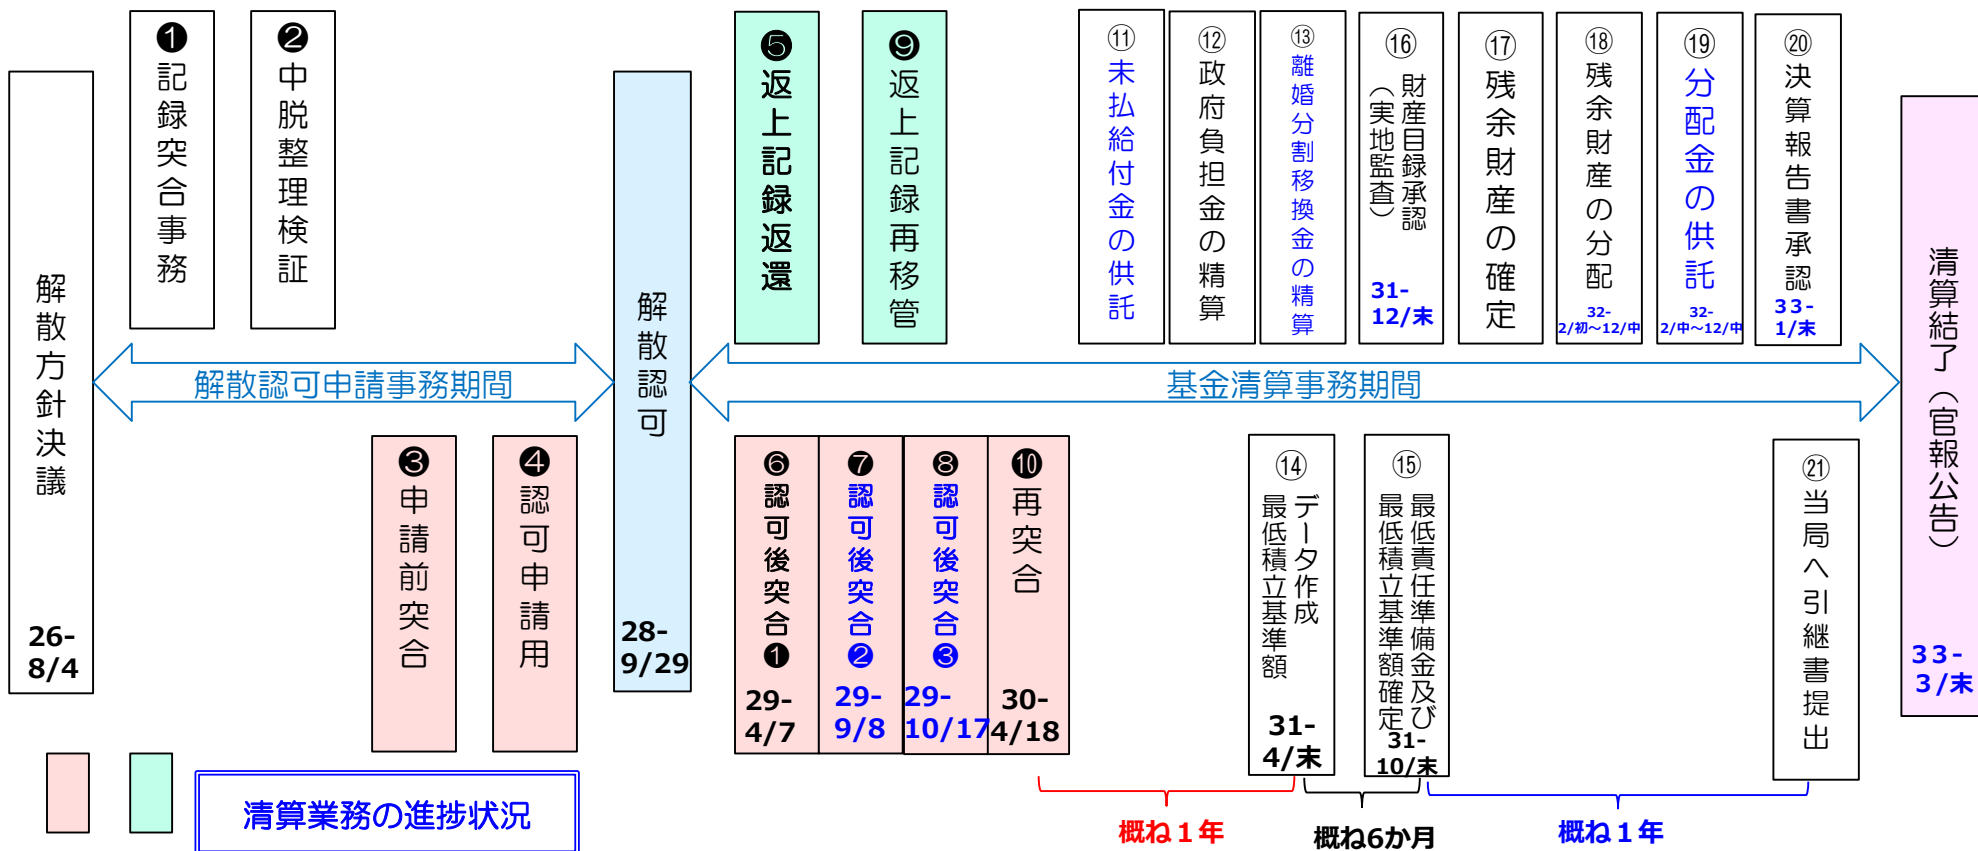 解散方針決議
26-
8/4
❶記録突合事務
❷中脱整理検証
❸申請前突合
❹認可申請用
解散認可申請事務期間
解散認可
28-
9/29
❺返上記録返還
❾返上記録再移管
❻認可後突合❶
29-
4/7
❼認可後突合❷
29-
9/8
❽認可後突合❸
29-
10/17
❿再突合
30-
4/18
基金清算事務期間
⑪未払給付金の供託
⑫政府負担金の精算
⑬離婚分割移換金の精算
⑭
データ作成
最低積立基準額
31-
4/末
⑮
最低責任準備金及び
最低積立基準額確定
31-
10/末
⑯
財産目録承認
（実地監査）
31-
12/末
⑰残余財産の確定
⑱残余財産の分配
32-
2/初～12/中
⑲分配金の供託
32-
2/中～12/中
⑳決算報告書承認
33-
1/末
㉑当局へ引継書提出
清算結了（官報公告）
33-
3/末
概ね１年
概ね6か月
概ね１年
清算業務の進捗状況